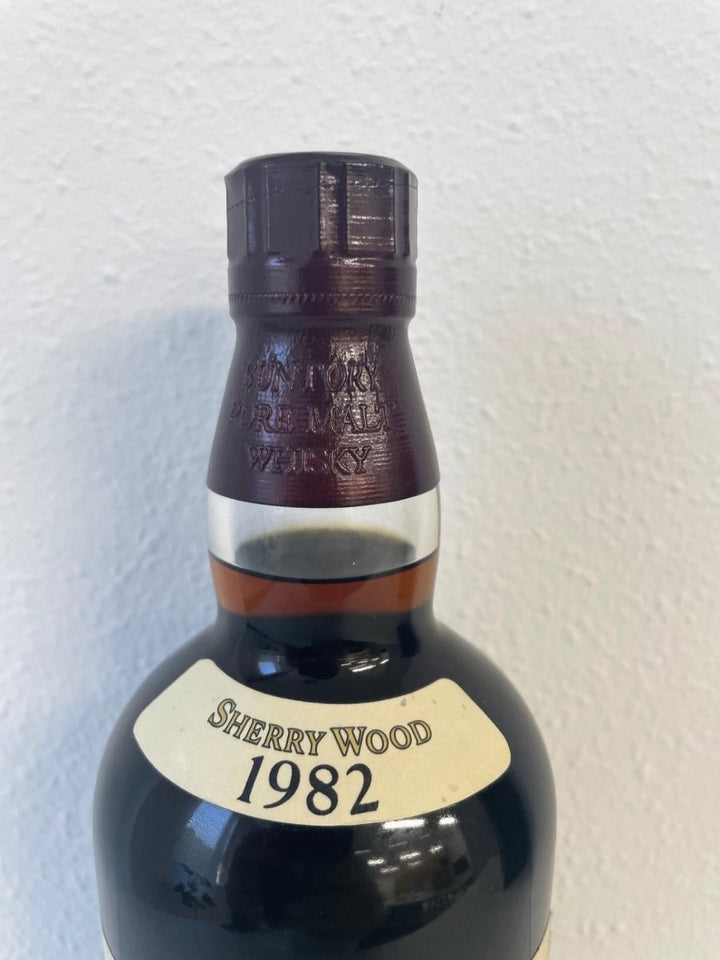 SUNTORY
PURE MALT
WHISKY
SHERRY WOOD
1982